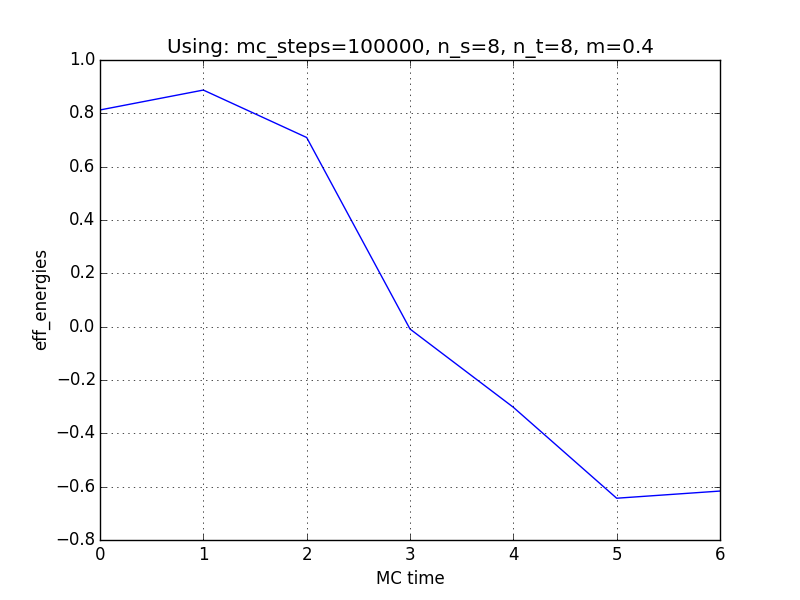 Using: mc_steps=100000, n_s=8, n_t=8, m=0.4
1.0
0.8
0.6
0.4
0.2
0.0
−0.2
−0.4
−0.6
−0.8
eff_energies
0 1 2 3 4 5 6
MC time